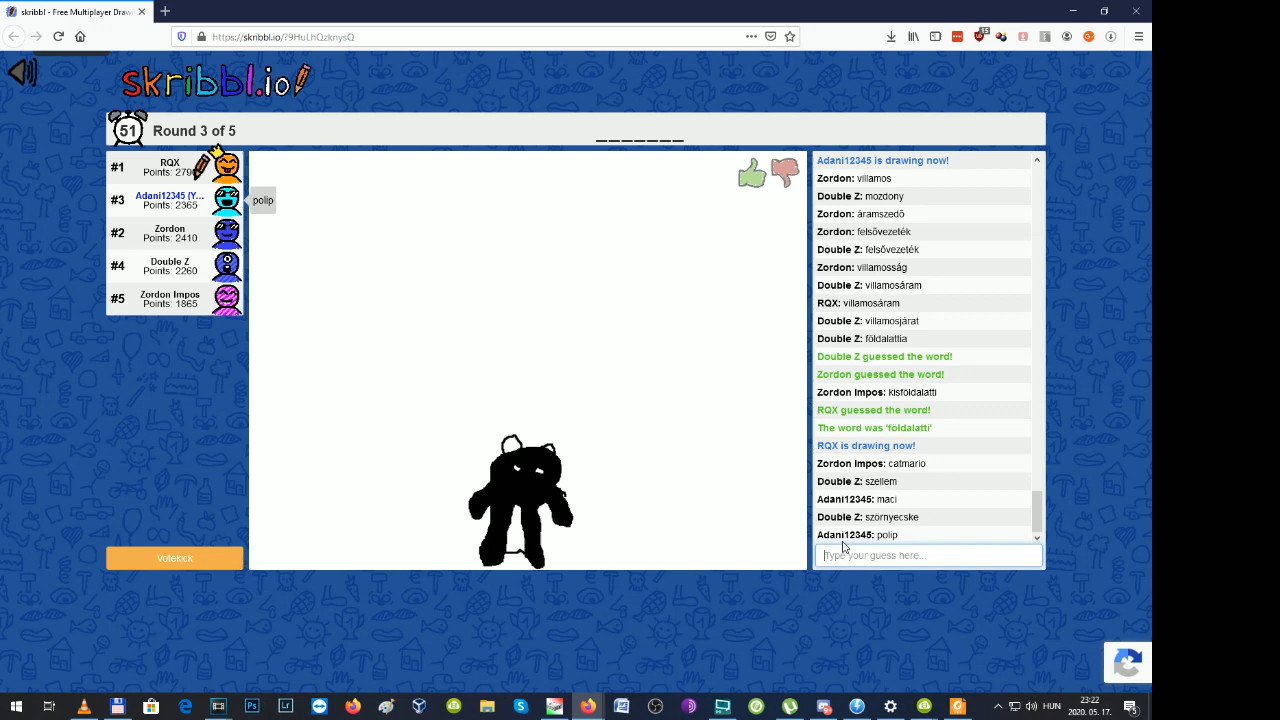 skribbl - Free Multiplayer Draw
https://skribbl.io/?9HuLhQzknysQ
15
skribbl.io
51
Round 3 of 5
_ _ _ _ _ _ _
#1
RQX
Points: 279
#3
Adani12345 (Y...
Points: 2365
polip
#2
Zordon
Points: 2410
#4
Double Z
Points: 2260
#5
Zordon Impos
Points: 1865
Votekick
Adani12345 is drawing now!
Zordon: villamos
Double Z: mozdony
Zordon: áramszedő
Zordon: felsővezeték
Double Z: felsővezeték
Zordon: villamosság
Double Z: villamosáram
RQX: villamosáram
Double Z: villamosjárat
Double Z: földalattia
Double Z guessed the word!
Zordon guessed the word!
Zordon Impos: kisföldalatti
RQX guessed the word!
The word was 'földalatti'
RQX is drawing now!
Zordon Impos: catmario
Double Z: szellem
Adani12345: maci
Double Z: szörnyecske
Adani12345: polip
Type your guess here...
HUN
23:22
2020. 05. 17.